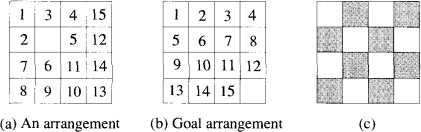 1 3 4 15
2 5 12
7 6 11 14
8 9 10 13
1 2 3 4
5 6 7 8
9 10 11 12
13 14 15
(a) An arrangement
(b) Goal arrangement
(c)